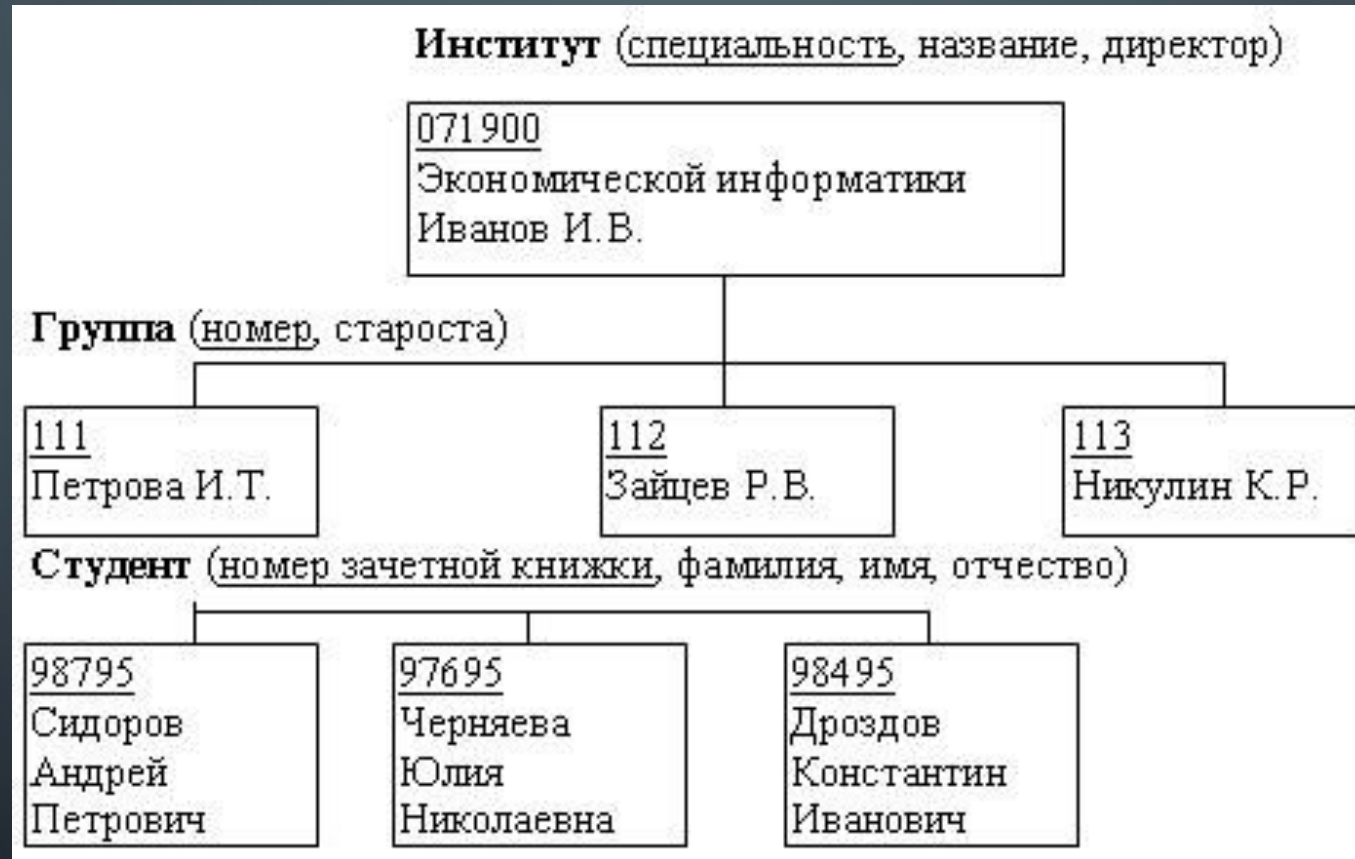 Институт (специальность, название, директор)
071900
Экономической информатики
Иванов И.В.
Группа (номер, староста)
111
Петрова И.Т.
112
Зайцев Р.В.
113
Никулин К.Р.
Студент (номер зачетной книжки, фамилия, имя, отчество)
98795
Сидоров
Андрей
Петрович
97695
Черняева
Юлия
Николаевна
98495
Дроздов
Константин
Иванович